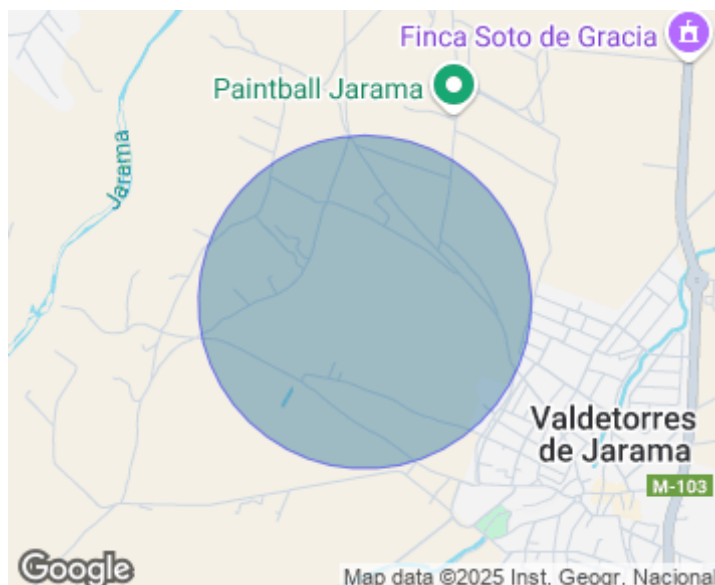 Finca Soto de Gracia
Paintball Jarama
Jarama
Valdetorres
de Jarama
M-103
Google
Map data ©2025 Inst. Geogr. Nacional